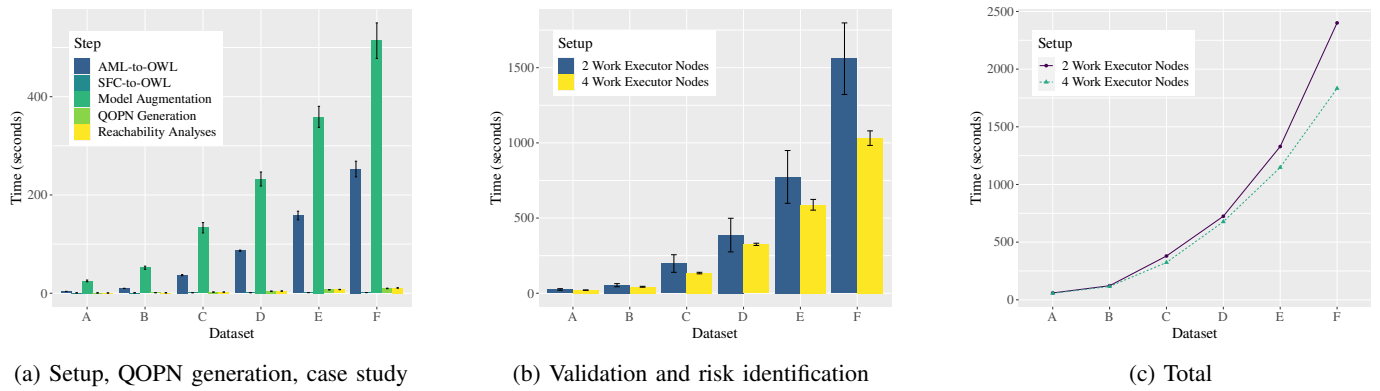 Step
AML-to-OWL
SFC-to-OWL
Model Augmentation
QOPN Generation
Reachability Analyses
Time (seconds)
400
200
0
A B C D E F
Dataset
(a) Setup, QOPN generation, case study
Setup
2 Work Executor Nodes
4 Work Executor Nodes
Time (seconds)
1500
1000
500
0
A B C D E F
Dataset
(b) Validation and risk identification
Setup
2 Work Executor Nodes
4 Work Executor Nodes
Time (seconds)
2500
2000
1500
1000
500
0
A B C D E F
Dataset
(c) Total